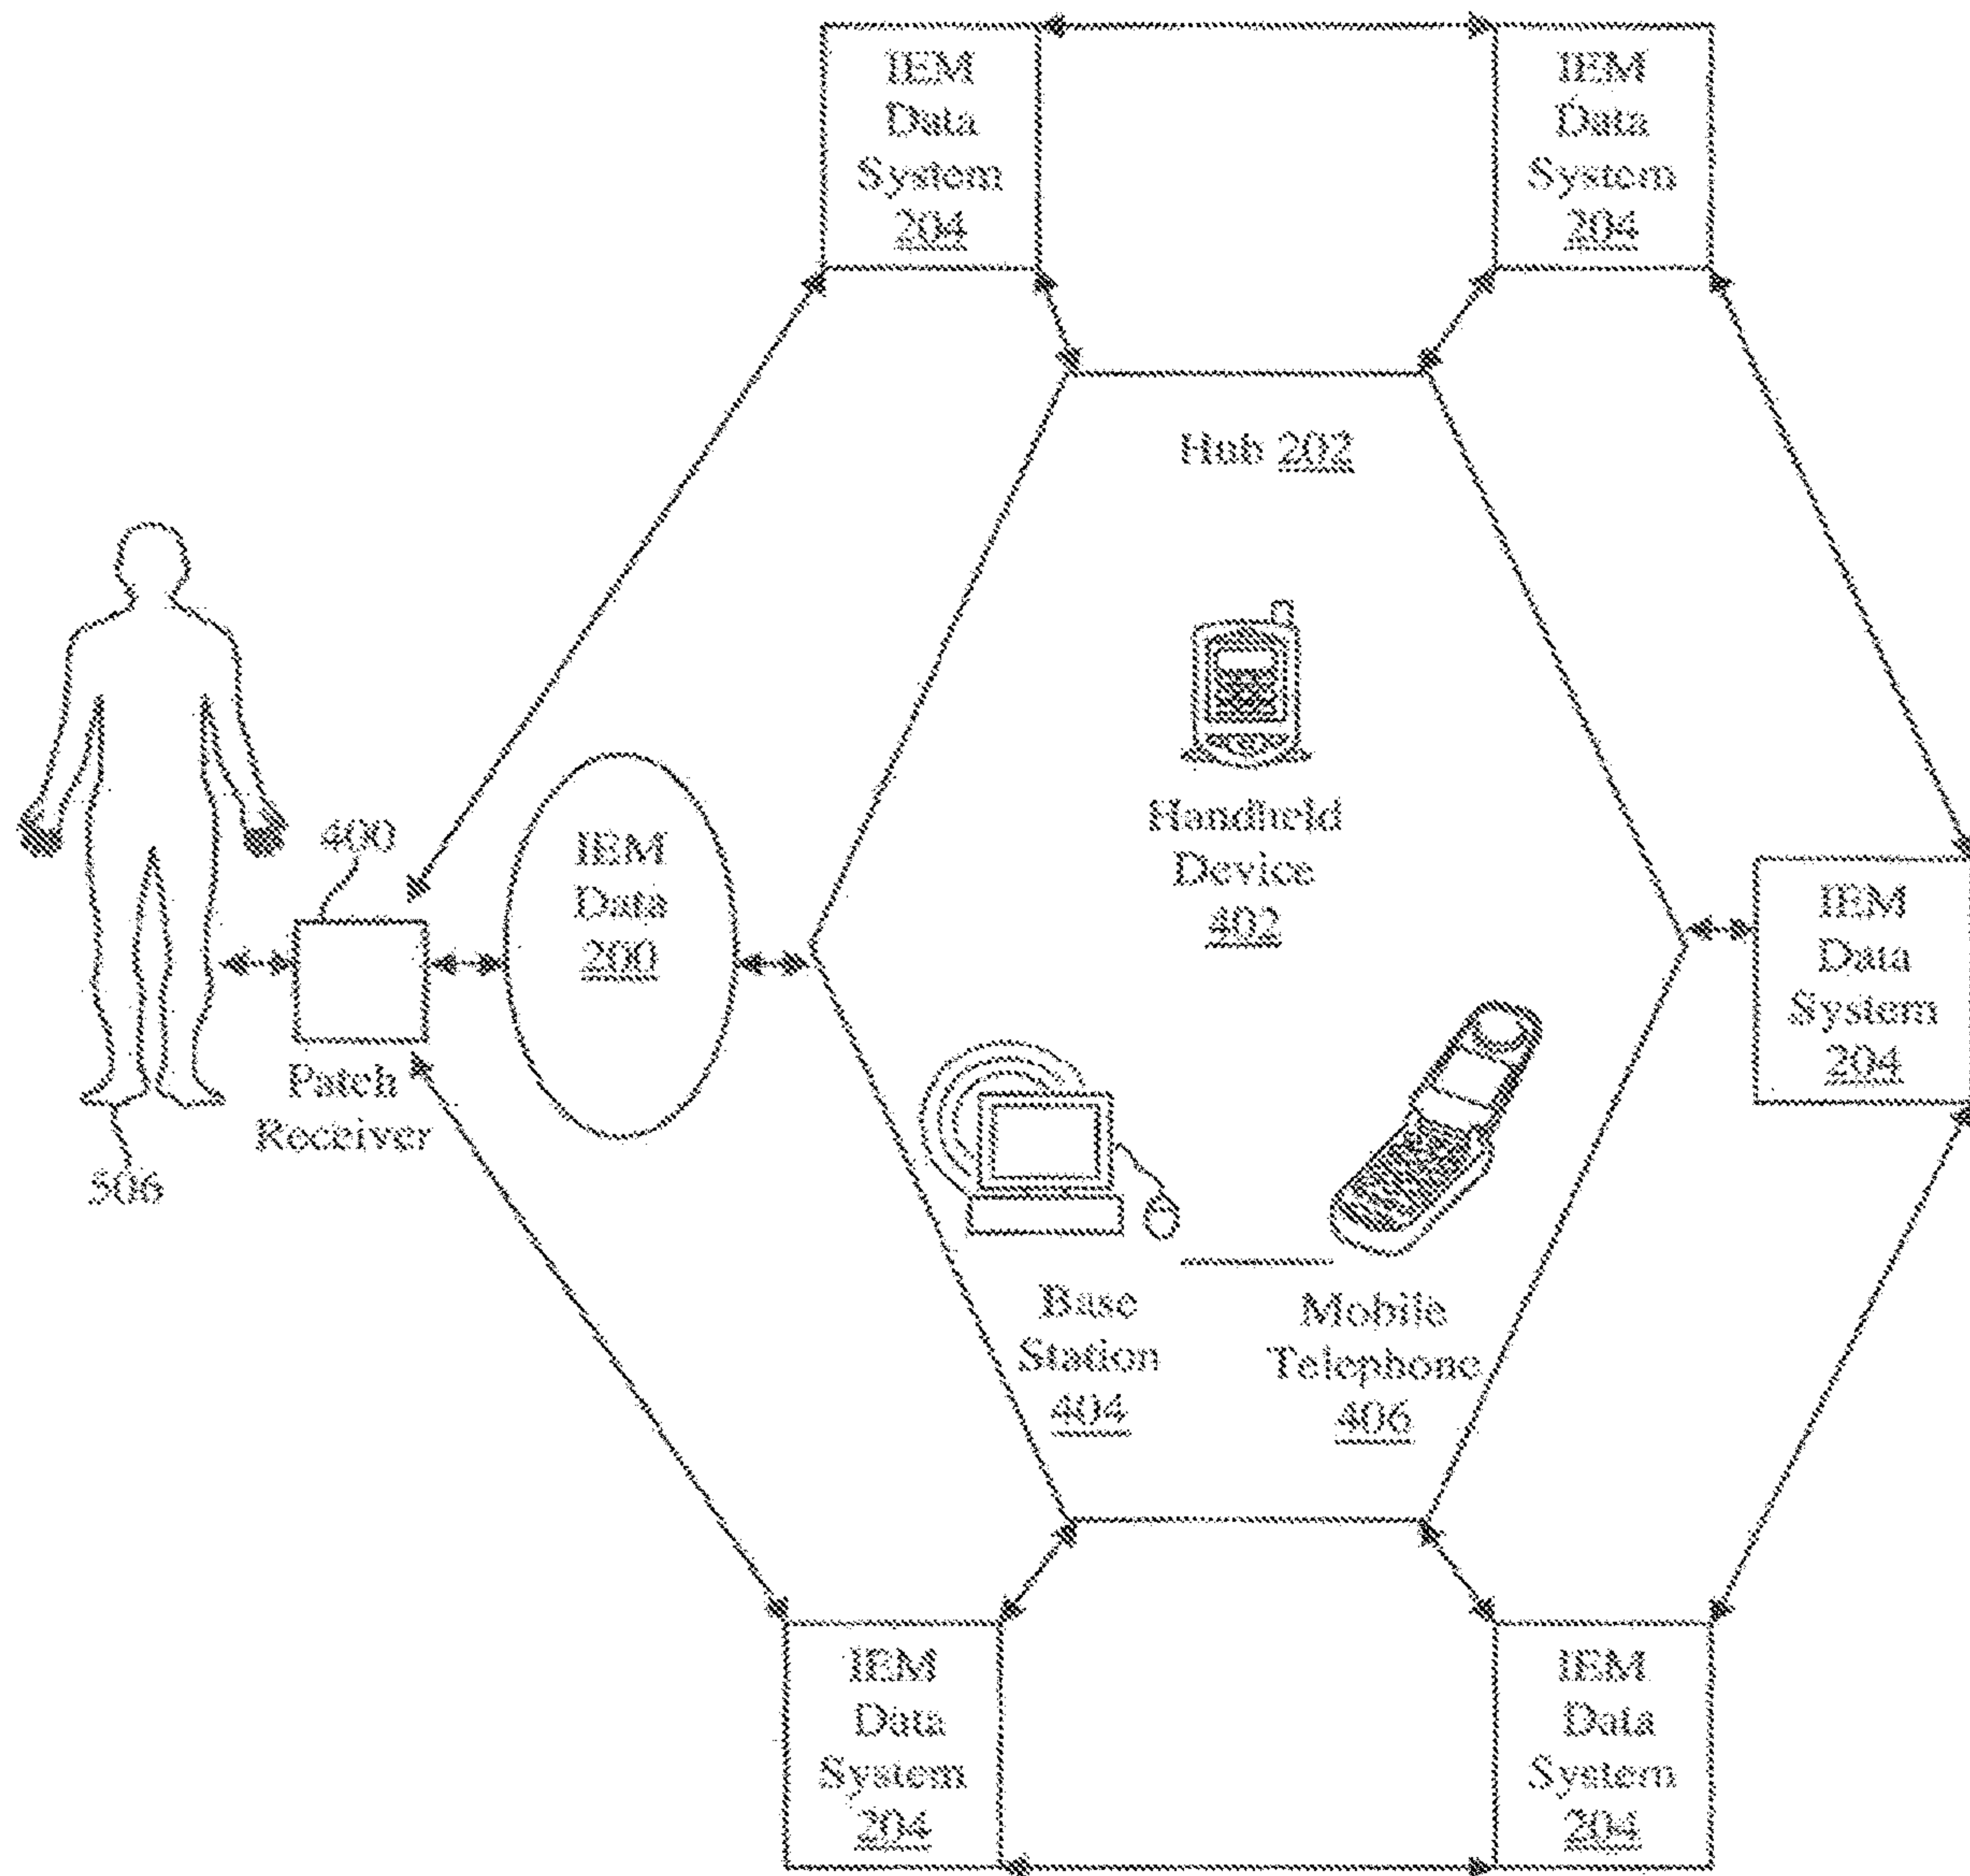 IEM
Data
System
204
IEM
Data
System
204
Hub 202
Handheld
Device
402
400
IEM
Data
200
Patch
Receiver
506
IEM
Data
System
204
Base
Station
404
Mobile
Telephone
406
IEM
Data
System
204
IEM
Data
System
204